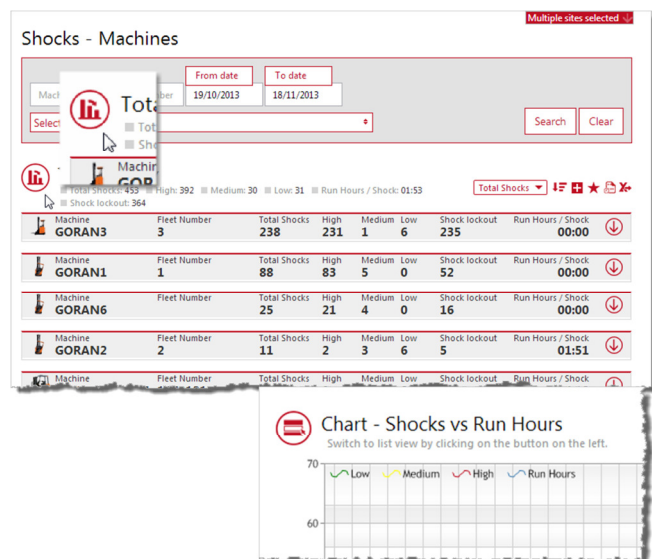 Multiple sites selected
Shocks - Machines
From date To date
19/10/2013 18/11/2013
Search Clear
Total Shocks: 453 High: 392 Medium: 30 Low: 31 Run Hours / Shock: 01:53
Shock lockout: 364
Total Shocks
Machine Fleet Number Total Shocks High Medium Low Shock lockout Run Hours / Shock
GORAN3 3 238 231 1 6 235 00:00
Machine Fleet Number Total Shocks High Medium Low Shock lockout Run Hours / Shock
GORAN1 1 88 83 5 0 52 00:00
Machine Fleet Number Total Shocks High Medium Low Shock lockout Run Hours / Shock
GORAN6 25 21 4 0 16 00:00
Machine Fleet Number Total Shocks High Medium Low Shock lockout Run Hours / Shock
GORAN2 2 11 2 3 6 5 01:51
Machine Fleet Number Total Shocks High Medium Low Shock lockout Run Hours / Shock
Chart - Shocks vs Run Hours
Switch to list view by clicking on the button on the left.
70
Low Medium High Run Hours
60